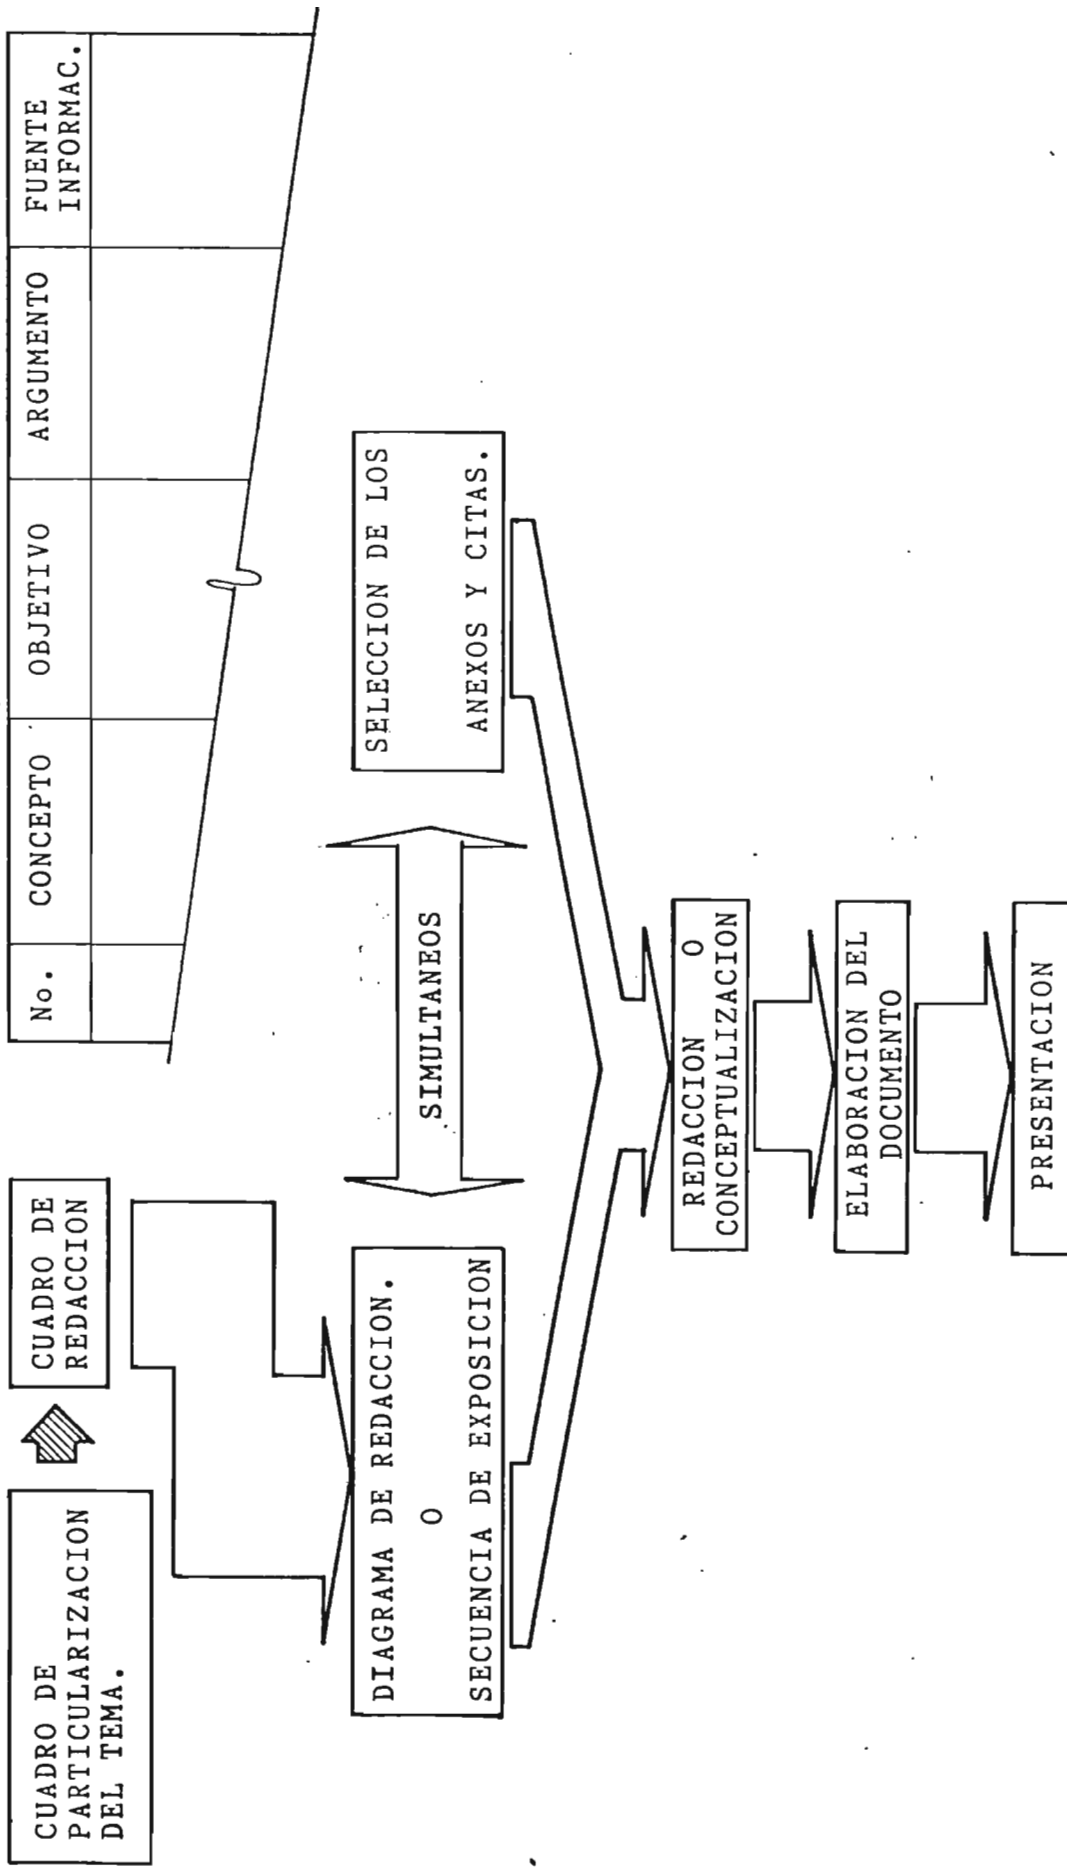 CUADRO DE
PARTICULARIZACION
DEL TEMA.
CUADRO DE
REDACCION
No.
CONCEPTO
OBJETIVO
ARGUMENTO
FUENTE
INFORMAC.
DIAGRAMA DE REDACCION.
O
SECUENCIA DE EXPOSICION
SIMULTANEOS
SELECCION DE LOS
ANEXOS Y CITAS.
REDACCION O
CONCEPTUALIZACION
ELABORACION DEL
DOCUMENTO
PRESENTACION